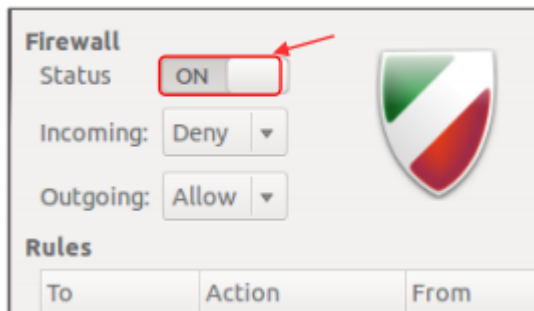 Firewall
Status ON
Incoming: Deny
Outgoing: Allow
Rules
To Action From